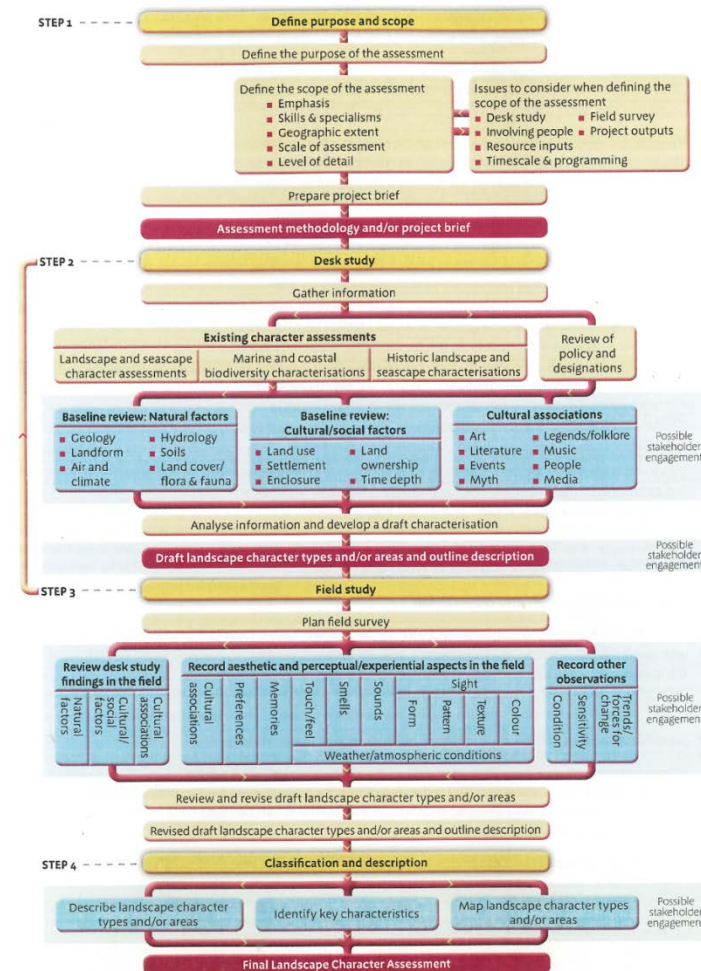 STEP 1
Define purpose and scope
Define the purpose of the assessment
Define the scope of the assessment
Emphasis
Skills & specialisms
Geographic extent
Scale of assessment
Level of detail
Issues to consider when defining the
scope of the assessment
Desk study
Field survey
Involving people
Project outputs
Resource inputs
Timescale & programming
Prepare project brief
Assessment methodology and/or project brief
STEP 2
Desk study
Gather information
Existing character assessments
Landscape and seascape
character assessments
Marine and coastal
biodiversity characterisations
Historic landscape and
seascape characterisations
Review of
policy and
designations
Baseline review: Natural factors
Geology
Landform
Air and
climate
Hydrology
Soils
Land cover/
flora & fauna
Baseline review:
Cultural/social factors
Land use
Settlement
Enclosure
Land
ownership
Time depth
Cultural associations
Art
Literature
Events
Myth
Legends/folklore
Music
People
Media
Possible
stakeholder
engagement
Analyse information and develop a draft characterisation
Draft landscape character types and/or areas and outline description
Possible
stakeholder
engagement
STEP 3
Field study
Plan field survey
Review desk study
findings in the field
Natural
factors
Cultural/
social
factors
Cultural
associations
Record aesthetic and perceptual/experiential aspects in the field
Cultural
associations
Preferences
Memories
Touch/feel
Smells
Sounds
Sight
Form
Pattern
Texture
Colour
Weather/atmospheric conditions
Record other
observations
Condition
Sensitivity
Trends/
forces for
change
Possible
stakeholder
engagement
Review and revise draft landscape character types and/or areas
Revised draft landscape character types and/or areas and outline description
STEP 4
Classification and description
Describe landscape character
types and/or areas
Identify key characteristics
Map landscape character types
and/or areas
Possible
stakeholder
engagement
Final Landscape Character Assessment